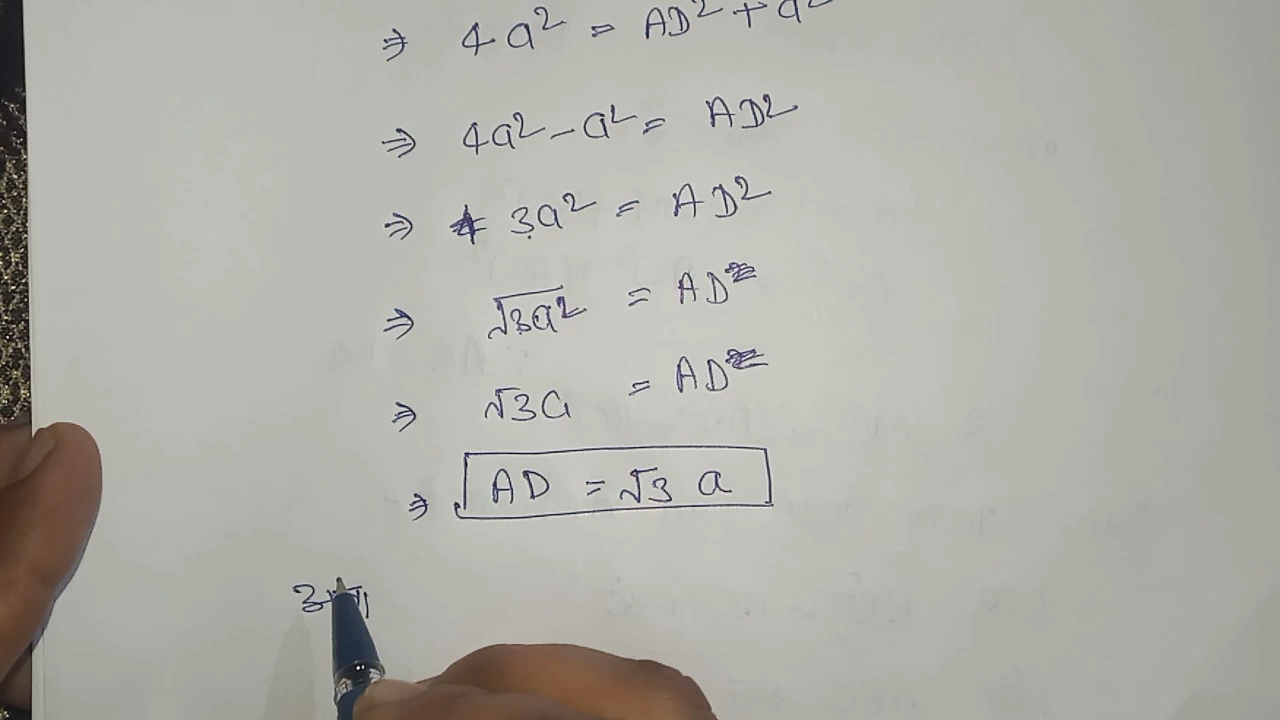 ⇒ 4a² = AD² + a²
⇒ 4a² - a² = AD²
⇒ 3a² = AD²
⇒ √3a² = AD
⇒ √3a = AD
⇒ AD = √3 a